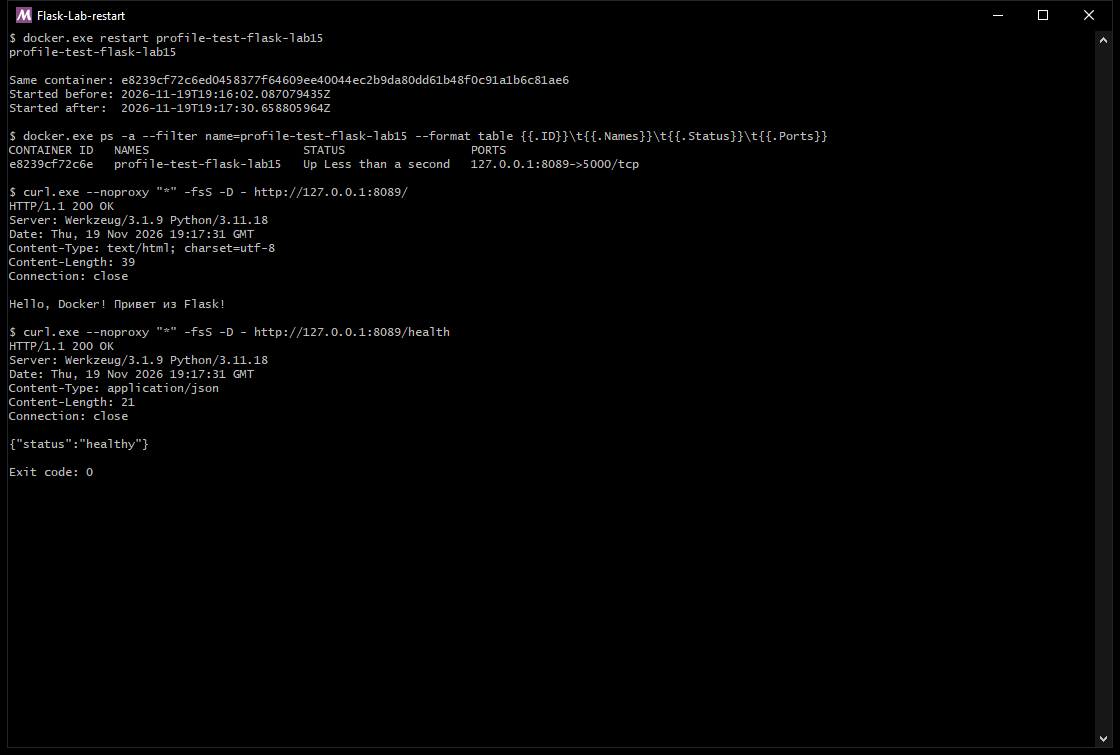 Flask-Lab-restart
$ docker.exe restart profile-test-flask-lab15
profile-test-flask-lab15
Same container: e8239cf72c6ed0458377f64609ee40044ec2b9da80dd61b48f0c91a1b6c81ae6
Started before: 2026-11-19T19:16:02.087079435Z
Started after:  2026-11-19T19:17:30.658805964Z
$ docker.exe ps -a --filter name=profile-test-flask-lab15 --format table {{.ID}}\t{{.Names}}\t{{.Status}}\t{{.Ports}}
CONTAINER ID   NAMES                      STATUS                  PORTS
e8239cf72c6e   profile-test-flask-lab15   Up Less than a second   127.0.0.1:8089->5000/tcp
$ curl.exe --noproxy "*" -fsS -D - http://127.0.0.1:8089/
HTTP/1.1 200 OK
Server: Werkzeug/3.1.9 Python/3.11.18
Date: Thu, 19 Nov 2026 19:17:31 GMT
Content-Type: text/html; charset=utf-8
Content-Length: 39
Connection: close
Hello, Docker! Привет из Flask!
$ curl.exe --noproxy "*" -fsS -D - http://127.0.0.1:8089/health
HTTP/1.1 200 OK
Server: Werkzeug/3.1.9 Python/3.11.18
Date: Thu, 19 Nov 2026 19:17:31 GMT
Content-Type: application/json
Content-Length: 21
Connection: close
{"status":"healthy"}
Exit code: 0